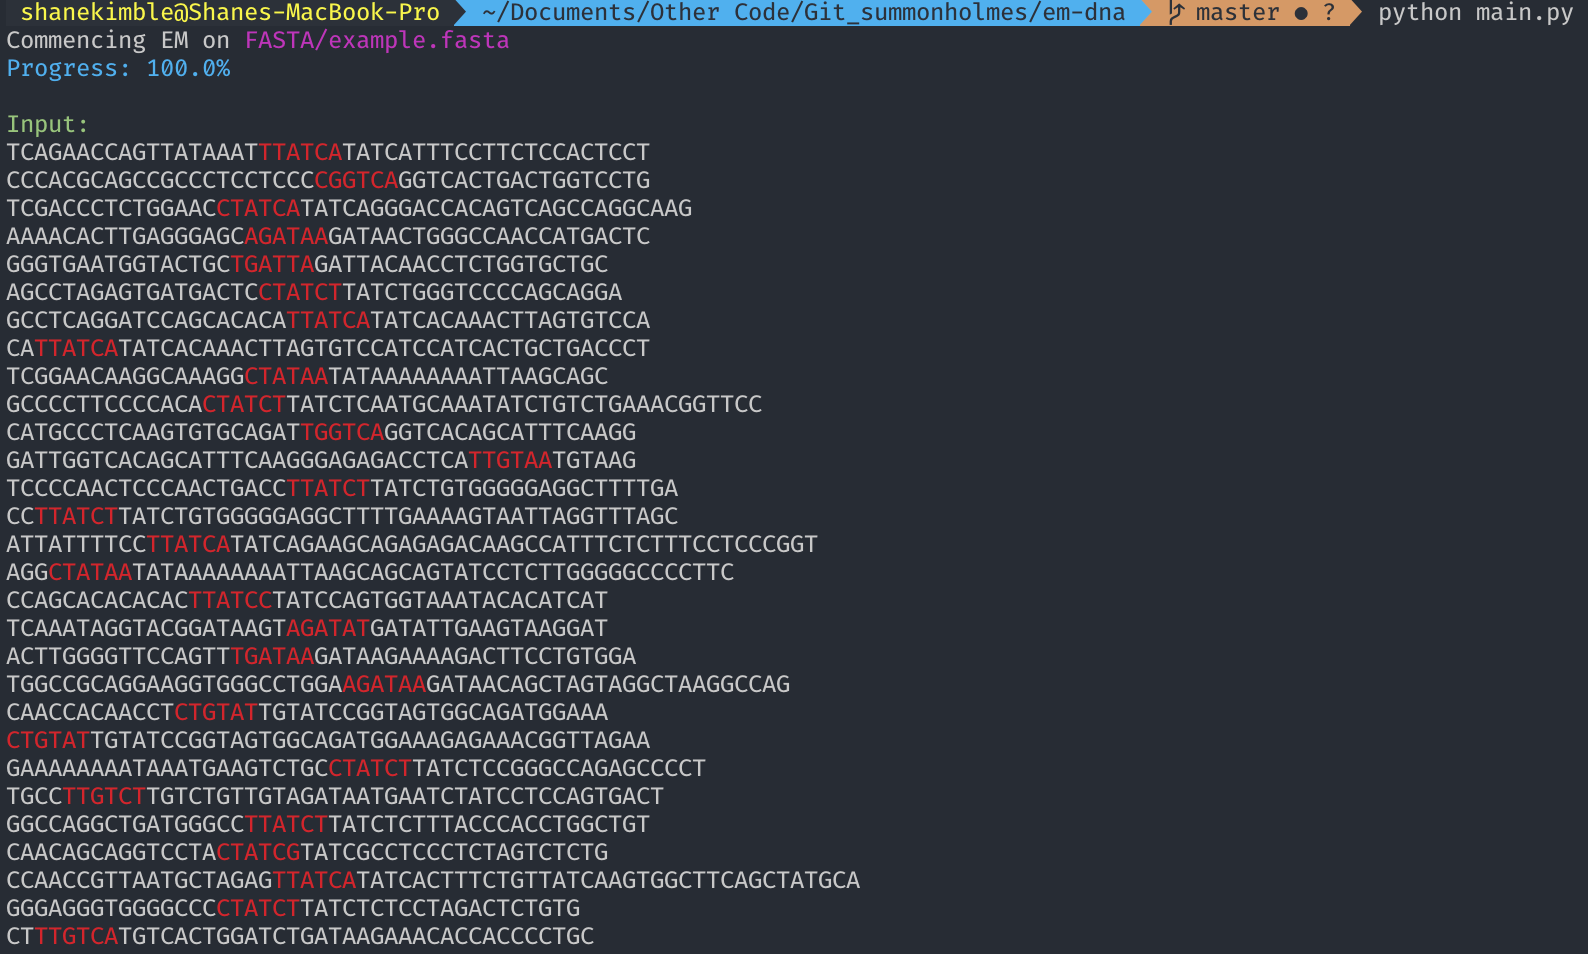 shanekimble@Shanes-MacBook-Pro ~/Documents/Other Code/Git_summonholmes/em-dna master ● ? python main.py
Commencing EM on FASTA/example.fasta
Progress: 100.0%
Input:
TCAGAACCAGTTATAAATTTATCATATCATTTCCTTCTCCACTCCT
CCCACGCAGCCGCCCTCCTCCCCGGTCAGGTCACTGACTGGTCCTG
TCGACCCTCTGGAACCTATCATATCAGGGACCACAGTCAGCCAGGCAAG
AAAACACTTGAGGGAGCAGATAAGATAACTGGGCCAACCATGACTC
GGGTGAATGGTACTGCTGATTAGATTACAACCTCTGGTGCTGC
AGCCTAGAGTGATGACTCCTATCTTATCTGGGTCCCCAGCAGGA
GCCTCAGGATCCAGCACACATTATCATATCACAAACTTAGTGTCCA
CATTATCATATCACAAACTTAGTGTCCATCCATCACTGCTGACCCT
TCGGAACAAGGCAAAGGCTATAATATAAAAAAAATTAAGCAGC
GCCCCTTCCCCACACTATCTTATCTCAATGCAAATATCTGTCTGAAACGGTTCC
CATGCCCTCAAGTGTGCAGATTGGTCAGGTCACAGCATTTCAAGG
GATTGGTCACAGCATTTCAAGGGAGAGACCTCATTGTAATGTAAG
TCCCCAACTCCCAACTGACCTTATCTTATCTGTGGGGGAGGCTTTTGA
CCTTATCTTATCTGTGGGGGAGGCTTTTGAAAAGTAATTAGGTTTAGC
ATTATTTTCCTTATCATATCAGAAGCAGAGAGACAAGCCATTTCTCTTTCCTCCCGGT
AGGCTATAATATAAAAAAAATTAAGCAGCAGTATCCTCTTGGGGGCCCCTTC
CCAGCACACACACTTATCCTATCCAGTGGTAAATACACATCAT
TCAAATAGGTACGGATAAGTAGATATGATATTGAAGTAAGGAT
ACTTGGGGTTCCAGTTTGATAAGATAAGAAAAGACTTCCTGTGGA
TGGCCGCAGGAAGGTGGGCCTGGAAGATAAGATAACAGCTAGTAGGCTAAGGCCAG
CAACCACAACCTCTGTATTGTATCCGGTAGTGGCAGATGGAAA
CTGTATTGTATCCGGTAGTGGCAGATGGAAAGAGAAACGGTTAGAA
GAAAAAAAATAAATGAAGTCTGCCTATCTTATCTCCGGGCCAGAGCCCCT
TGCCTTGTCTTGTCTGTTGTAGATAATGAATCTATCCTCCAGTGACT
GGCCAGGCTGATGGGCCTTATCTTATCTCTTTACCCACCTGGCTGT
CAACAGCAGGTCCTACTATCGTATCGCCTCCCTCTAGTCTCTG
CCAACCGTTAATGCTAGAGTTATCATATCACTTTCTGTTATCAAGTGGCTTCAGCTATGCA
GGGAGGGTGGGGCCCCTATCTTATCTCTCCTAGACTCTGTG
CTTTGTCATGTCACTGGATCTGATAAGAAACACCACCCCTGC